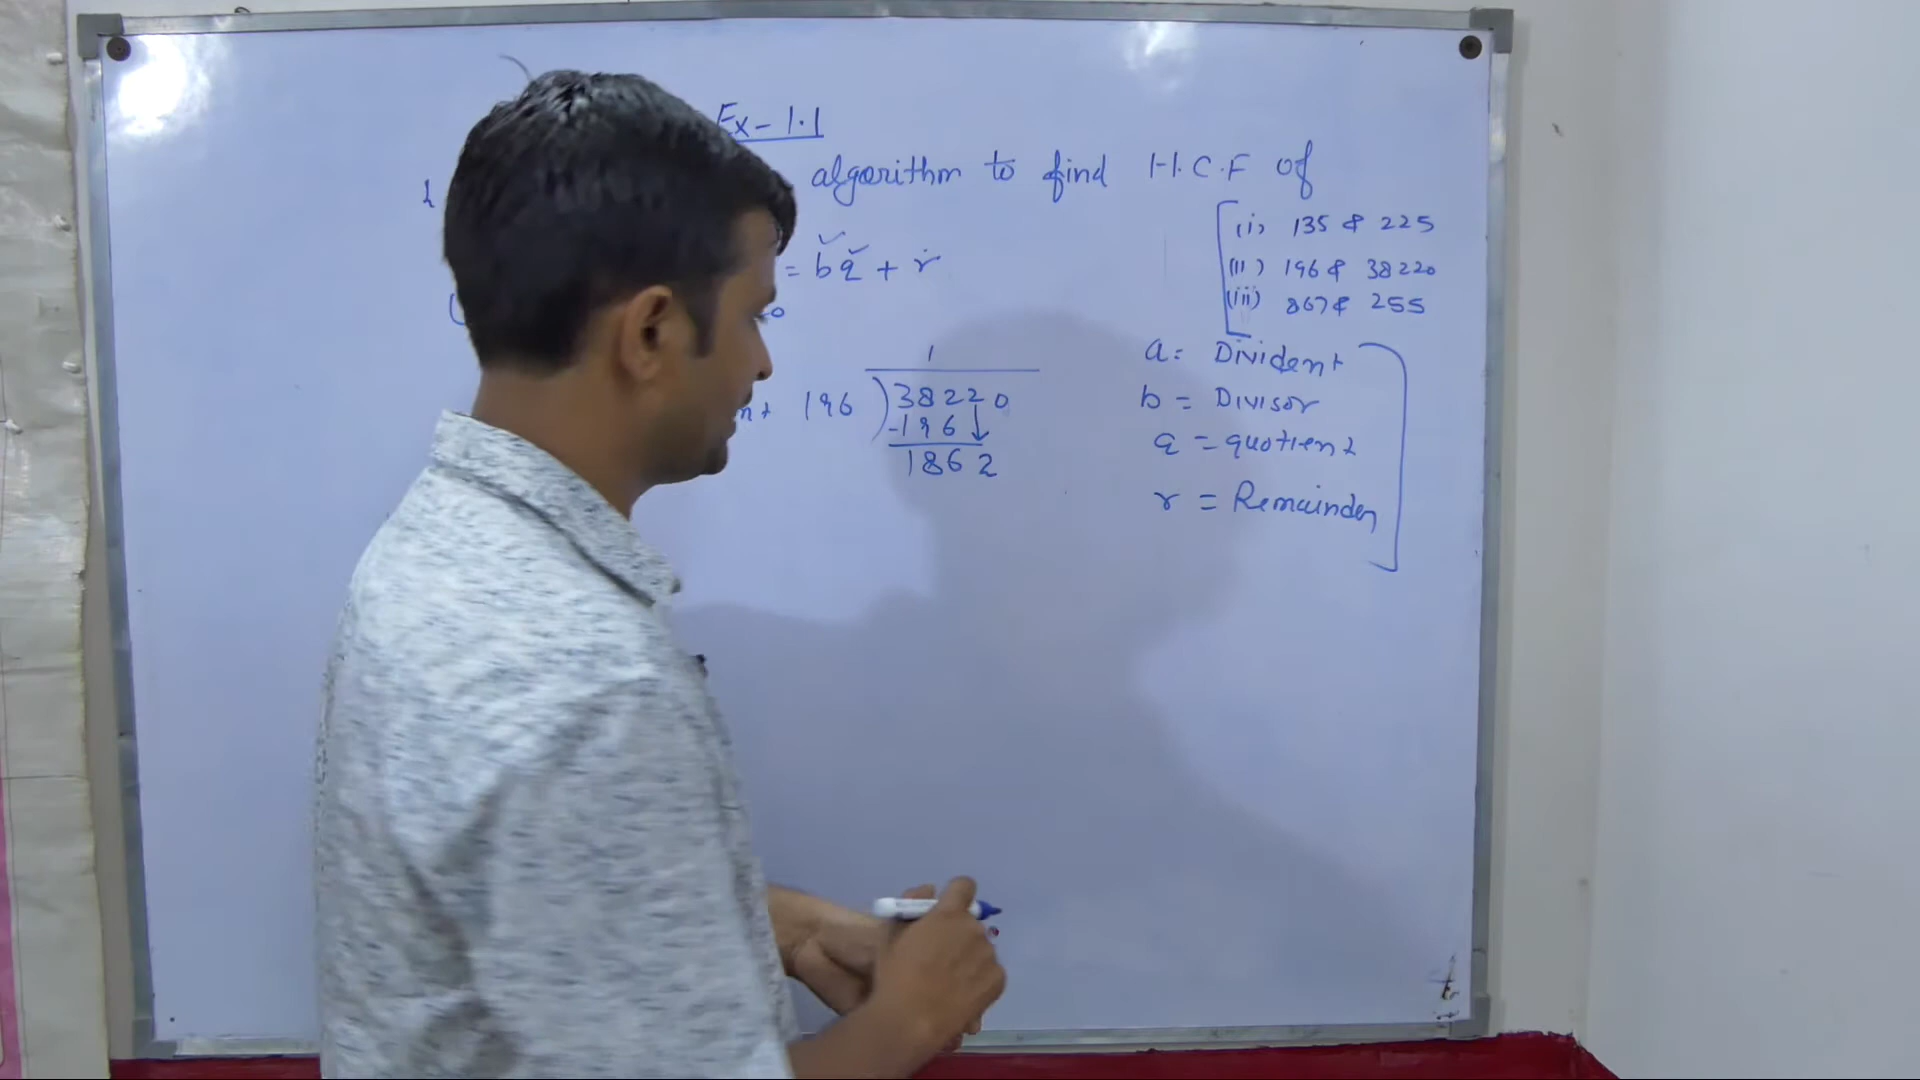 Ex-1.1
1 algorithm to find H.C.F of
(i) 135 & 225
= bq + r
(ii) 196 & 38220
(iii) 867 & 255
1
a = Divident
196 ) 38220
b = Divisor
-196
q = quotient
1862
r = Remainder